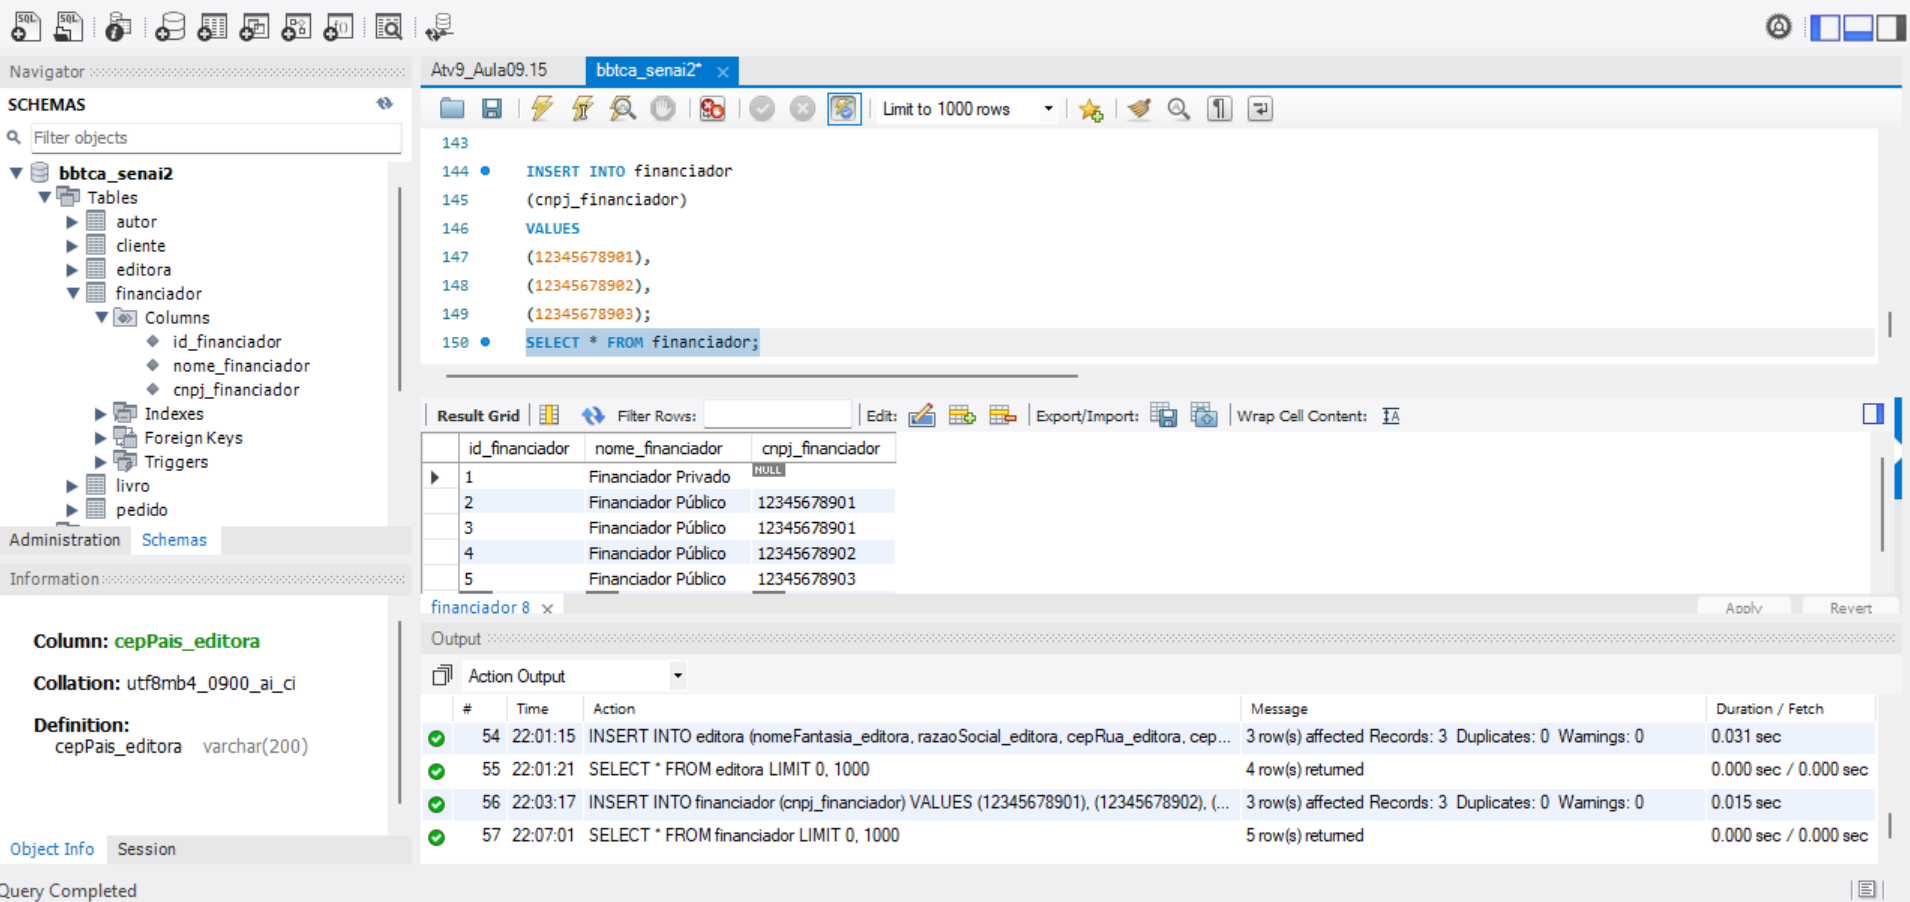 Navigator
SCHEMAS
Filter objects
bbtca_senai2
Tables
autor
cliente
editora
financiador
Columns
id_financiador
nome_financiador
cnpj_financiador
Indexes
Foreign Keys
Triggers
livro
pedido
Administration Schemas
Information
Column: cepPais_editora
Collation: utf8mb4_0900_ai_ci
Definition:
cepPais_editora varchar(200)
Object Info Session
Query Completed
Atv9_Aula09.15 bbtca_senai2*
Limit to 1000 rows
143
144 INSERT INTO financiador
145 (cnpj_financiador)
146 VALUES
147 (12345678901),
148 (12345678902),
149 (12345678903);
150 SELECT * FROM financiador;
Result Grid Filter Rows: Edit: Export/Import: Wrap Cell Content:
id_financiador nome_financiador cnpj_financiador
1 Financiador Privado NULL
2 Financiador Público 12345678901
3 Financiador Público 12345678901
4 Financiador Público 12345678902
5 Financiador Público 12345678903
financiador 8 Apply Revert
Output
Action Output
# Time Action Message Duration / Fetch
54 22:01:15 INSERT INTO editora (nomeFantasia_editora, razaoSocial_editora, cepRua_editora, cep... 3 row(s) affected Records: 3 Duplicates: 0 Warnings: 0 0.031 sec
55 22:01:21 SELECT * FROM editora LIMIT 0, 1000 4 row(s) returned 0.000 sec / 0.000 sec
56 22:03:17 INSERT INTO financiador (cnpj_financiador) VALUES (12345678901), (12345678902), (... 3 row(s) affected Records: 3 Duplicates: 0 Warnings: 0 0.015 sec
57 22:07:01 SELECT * FROM financiador LIMIT 0, 1000 5 row(s) returned 0.000 sec / 0.000 sec